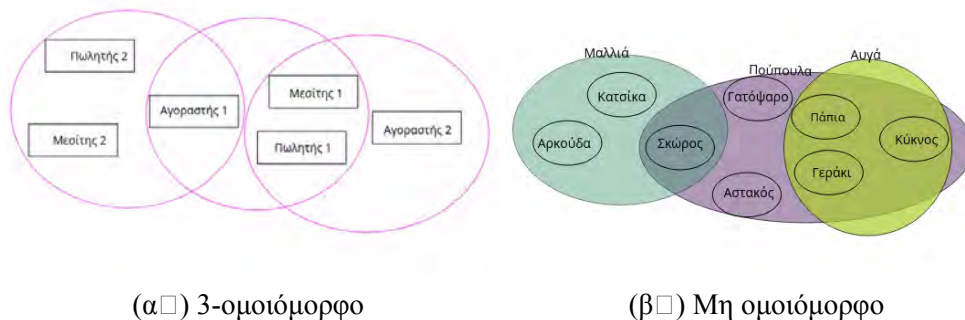 Πωλητής 2
Μεσίτης 2
Αγοραστής 1
Μεσίτης 1
Πωλητής 1
Αγοραστής 2
Μαλλιά
Πούπουλα
Αυγά
Κατσίκα
Γατόψαρο
Πάπια
Αρκούδα
Σκώρος
Κύκνος
Γεράκι
Αστακός
(α□) 3-ομοιόμορφο
(β□) Μη ομοιόμορφο